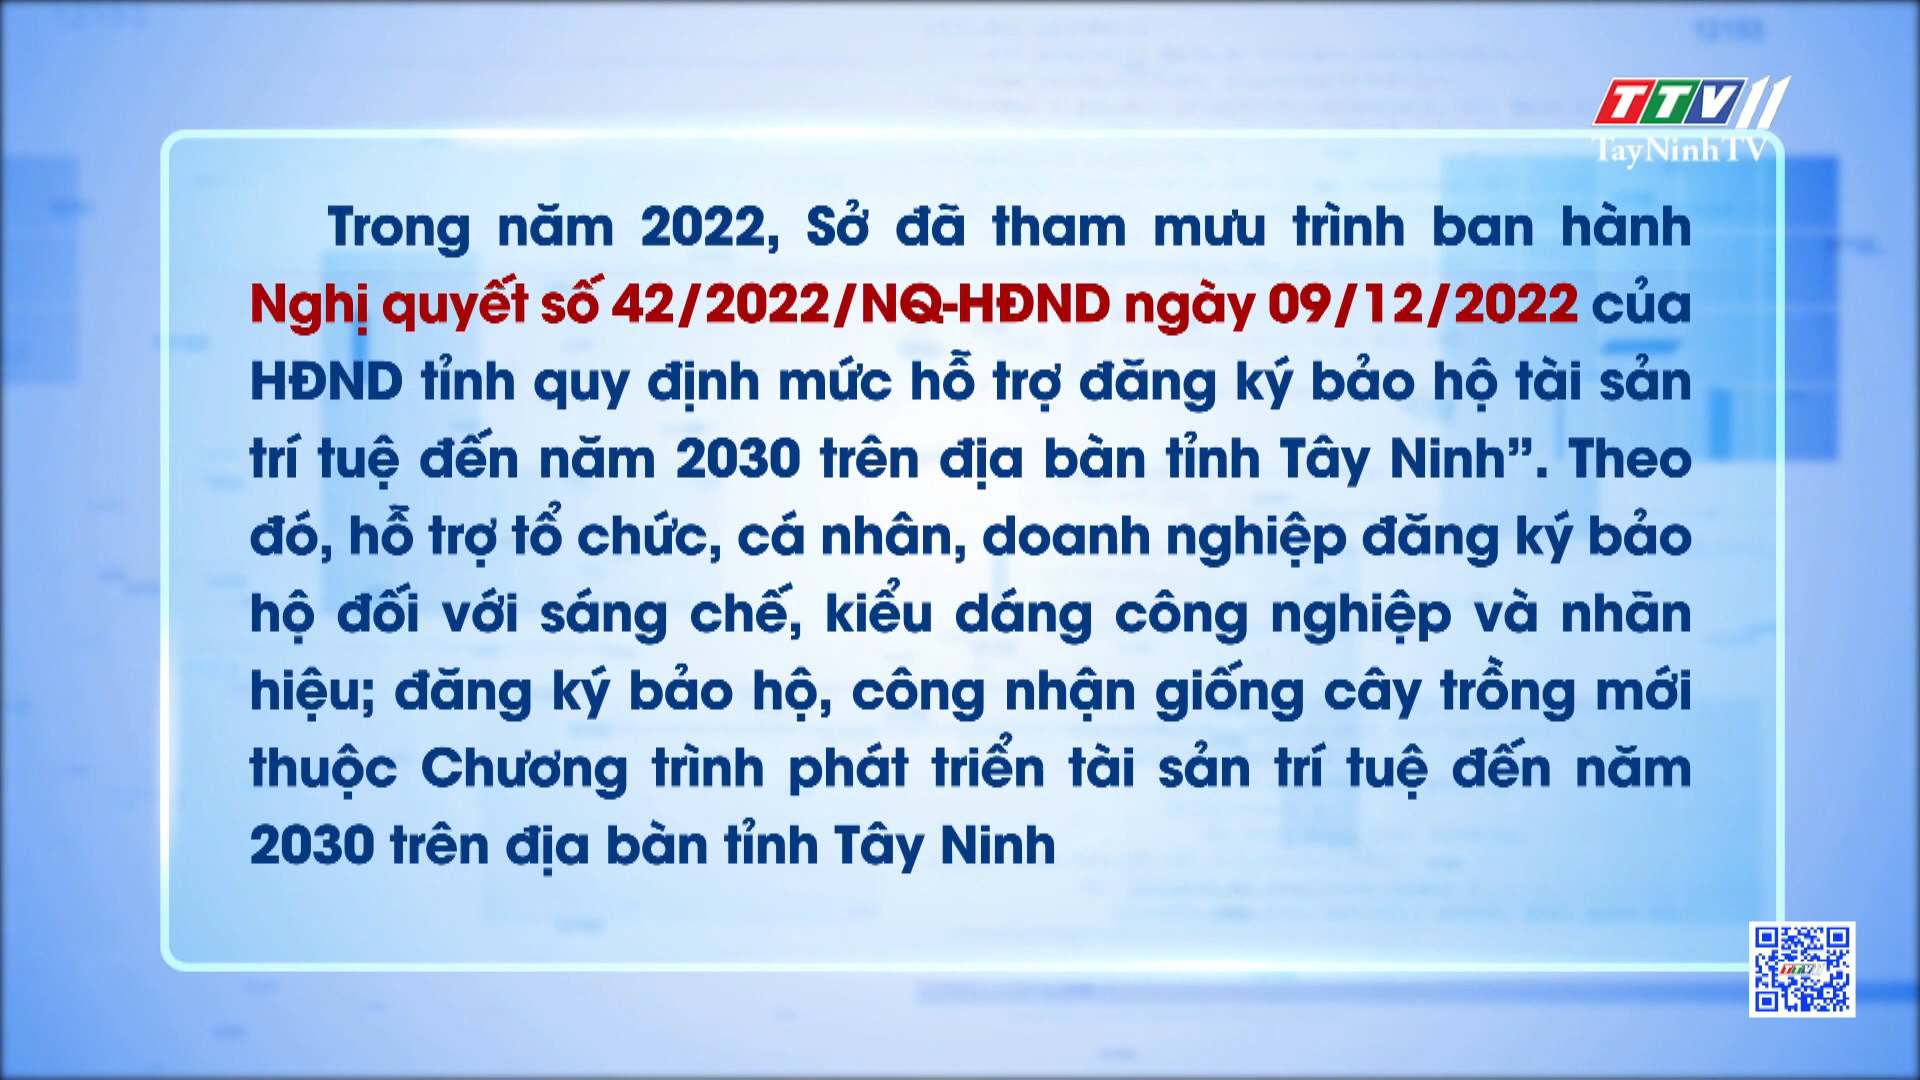 TTV11
TayNinhTV
Trong năm 2022, Sở đã tham mưu trình ban hành
Nghị quyết số 42/2022/NQ-HĐND ngày 09/12/2022 của
HĐND tỉnh quy định mức hỗ trợ đăng ký bảo hộ tài sản
trí tuệ đến năm 2030 trên địa bàn tỉnh Tây Ninh”. Theo
đó, hỗ trợ tổ chức, cá nhân, doanh nghiệp đăng ký bảo
hộ đối với sáng chế, kiểu dáng công nghiệp và nhãn
hiệu; đăng ký bảo hộ, công nhận giống cây trồng mới
thuộc Chương trình phát triển tài sản trí tuệ đến năm
2030 trên địa bàn tỉnh Tây Ninh
TTV11